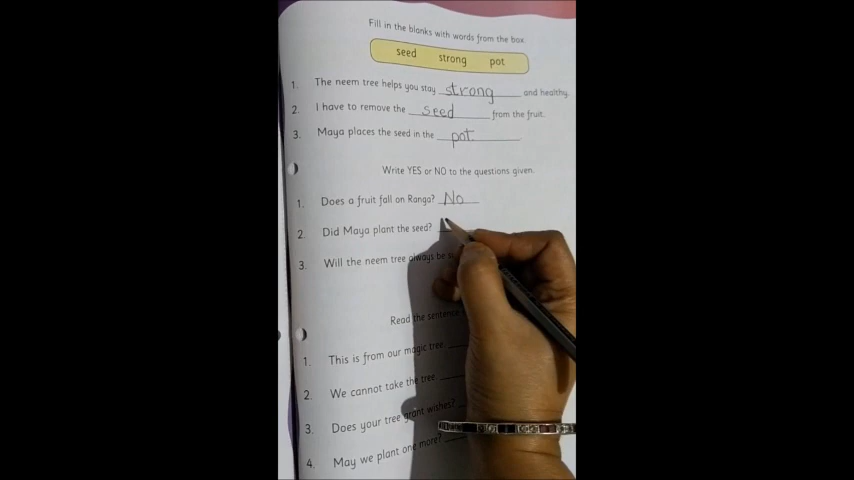 Fill in the blanks with words from the box.
seed strong pot
1. The neem tree helps you stay strong and healthy.
2. I have to remove the seed from the fruit.
3. Maya places the seed in the pot
Write YES or NO to the questions given.
1. Does a fruit fall on Ranga? No
2. Did Maya plant the seed?
3. Will the neem tree always be
Read the sentence
1. This is from our magic tree.
2. We cannot take the tree.
3. Does your tree grant wishes?
4. May we plant one more?